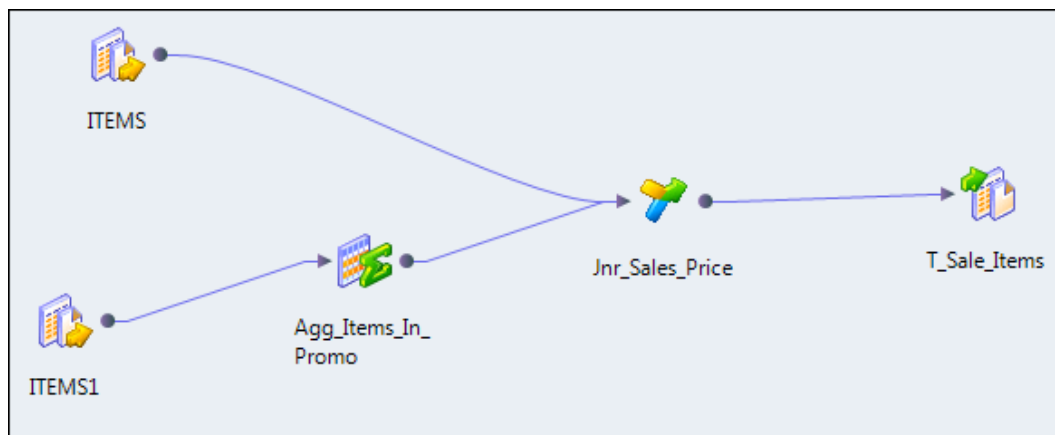 ITEMS
Jnr_Sales_Price
T_Sale_Items
Agg_Items_In_
Promo
ITEMS1